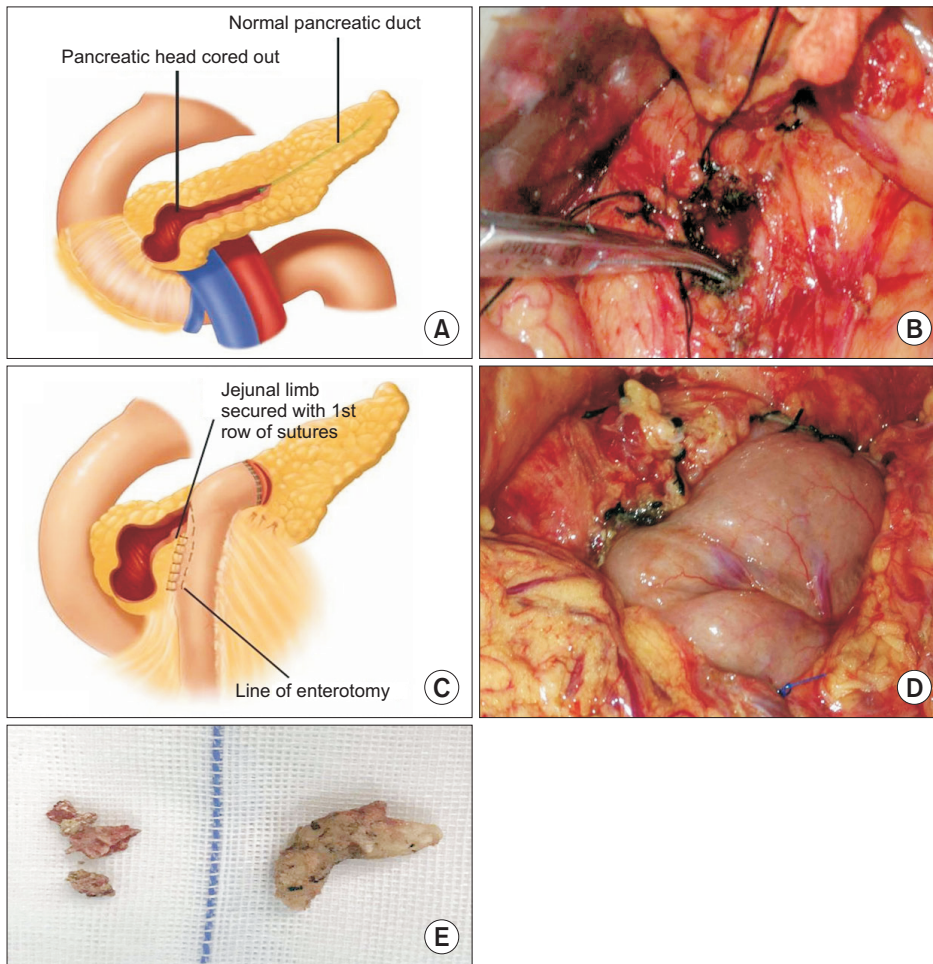 Normal pancreatic duct
Pancreatic head cored out
A
B
Jejunal limb
secured with 1st
row of sutures
Line of enterotomy
C
D
E